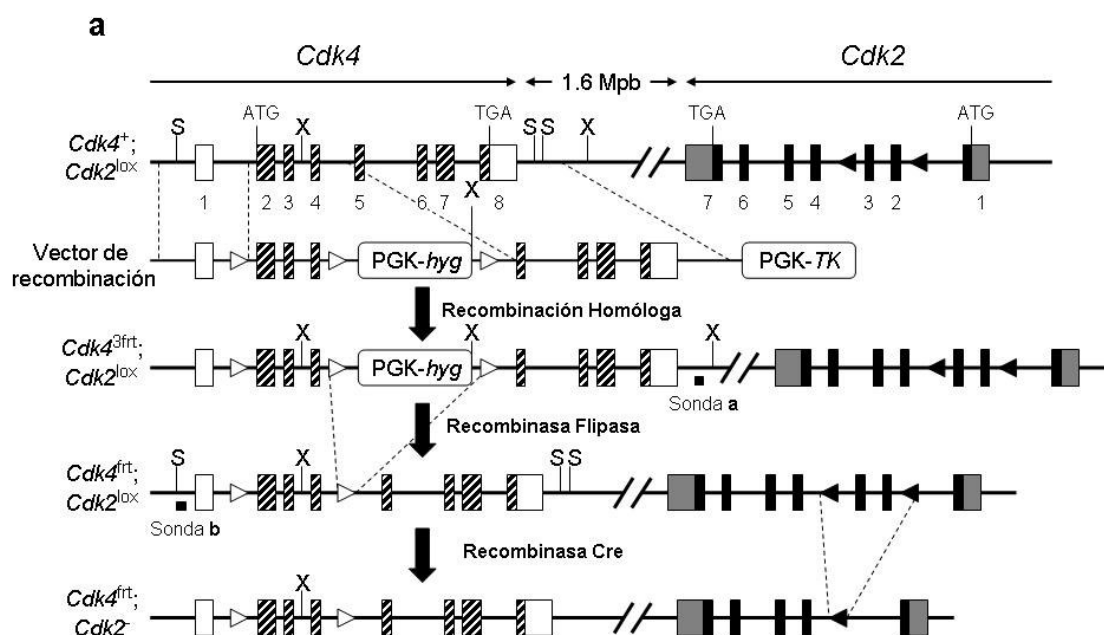 a
Cdk4 1.6 Mpb Cdk2
ATG TGA TGA ATG
S X S S X
Cdk4+;
Cdk2lox
1 2 3 4 5 6 7 8 7 6 5 4 3 2 1
X
Vector de
recombinación
PGK-hyg PGK-TK
Recombinación Homóloga
X X X
Cdk43frt;
Cdk2lox
PGK-hyg
Sonda a
Recombinasa Flipasa
S X S S
Cdk4frt;
Cdk2lox
Sonda b
Recombinasa Cre
X
Cdk4frt;
Cdk2-